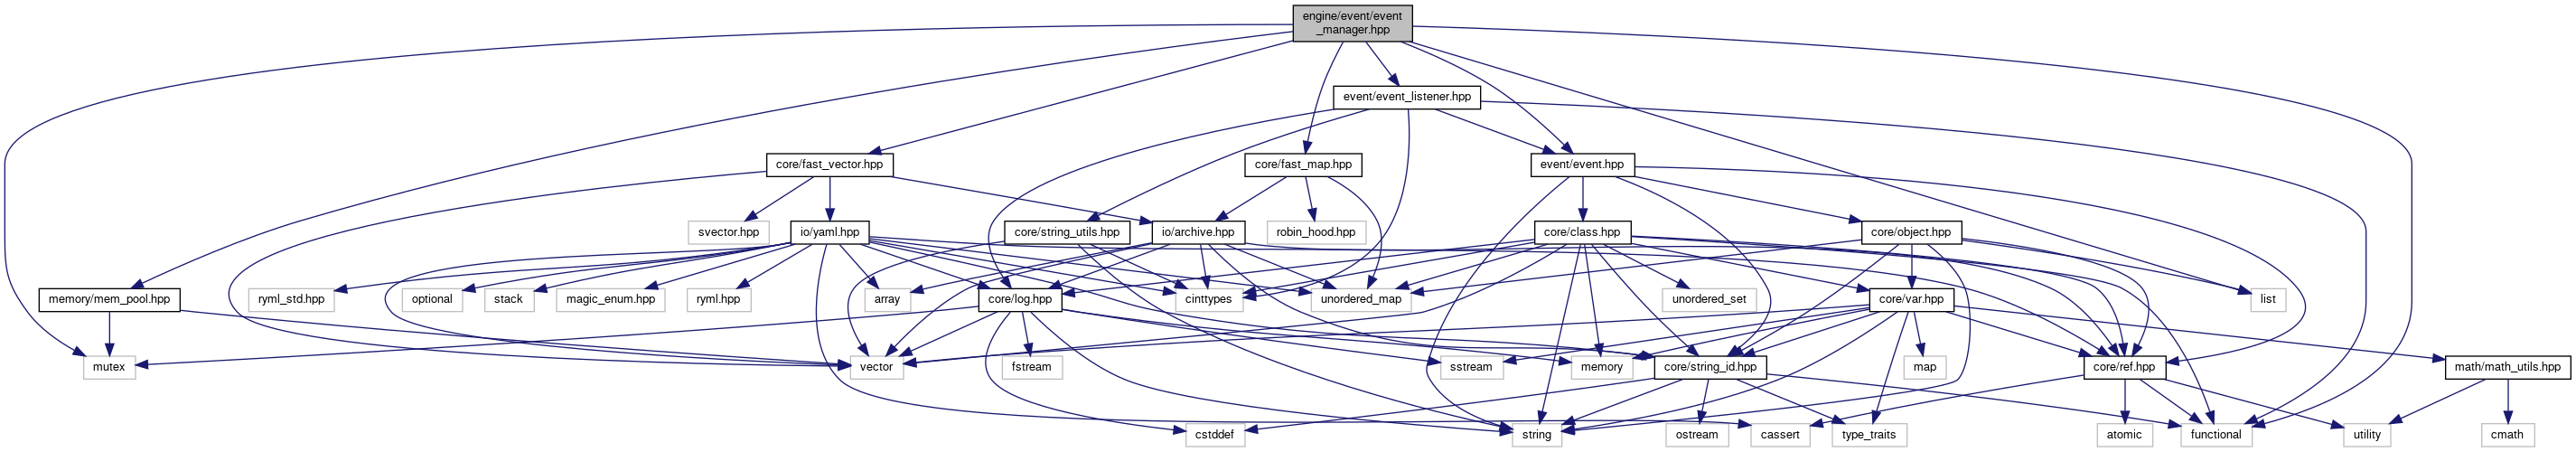 engine/event/event
_manager.hpp
event/event_listener.hpp
core/fast_vector.hpp
core/fast_map.hpp
event/event.hpp
svector.hpp
io/yaml.hpp
core/string_utils.hpp
io/archive.hpp
robin_hood.hpp
core/class.hpp
core/object.hpp
memory/mem_pool.hpp
ryml_std.hpp
optional
stack
magic_enum.hpp
ryml.hpp
array
core/log.hpp
cinttypes
unordered_map
unordered_set
core/var.hpp
list
mutex
vector
fstream
sstream
memory
core/string_id.hpp
map
core/ref.hpp
math/math_utils.hpp
cstddef
string
ostream
cassert
type_traits
atomic
functional
utility
cmath